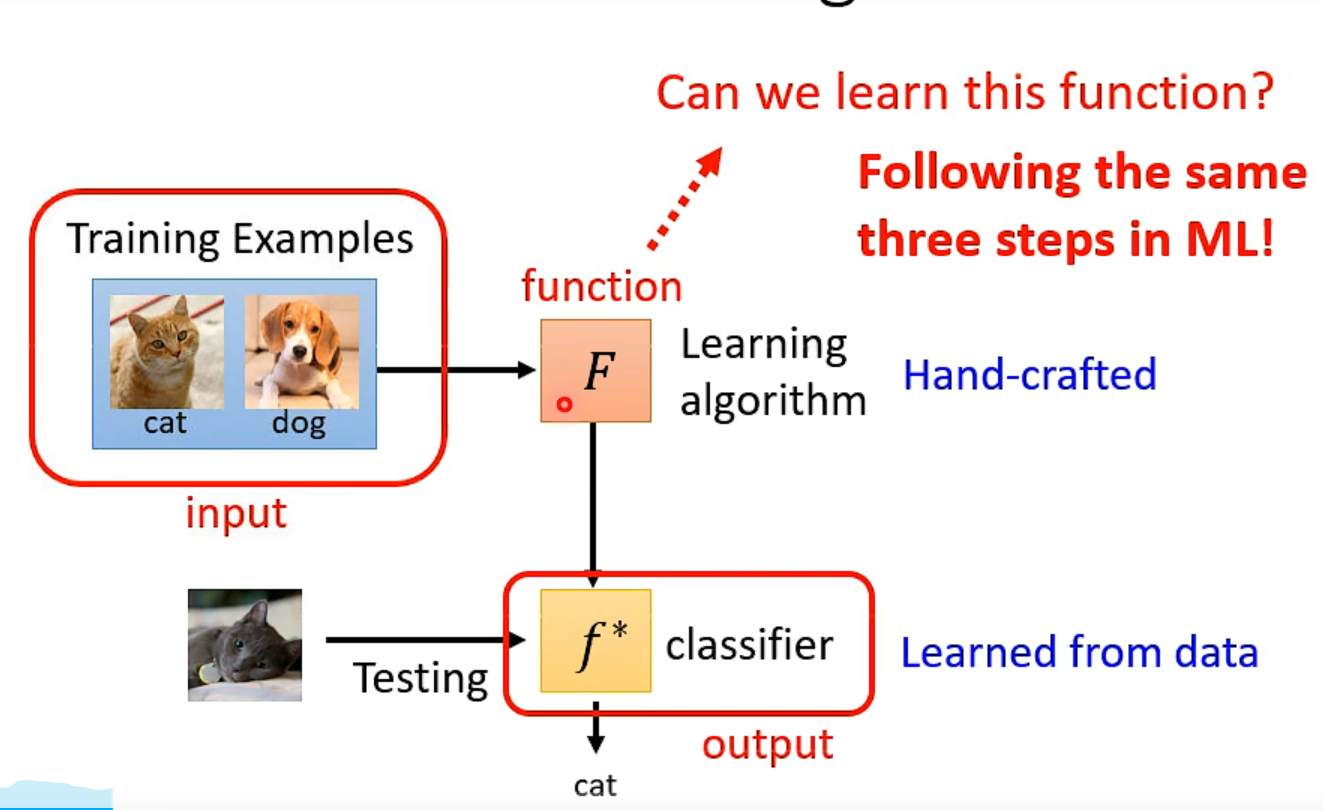 Can we learn this function?
Following the same
three steps in ML!
Training Examples
cat
dog
input
function
F
Learning
algorithm
Hand-crafted
Testing
f*
classifier
Learned from data
output
cat